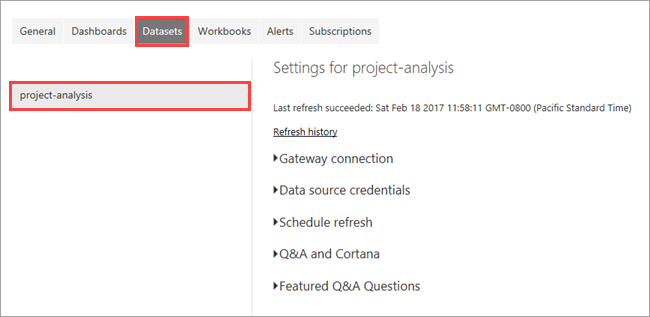 General Dashboards Datasets Workbooks Alerts Subscriptions
project-analysis
Settings for project-analysis
Last refresh succeeded: Sat Feb 18 2017 11:58:11 GMT-0800 (Pacific Standard Time)
Refresh history
Gateway connection
Data source credentials
Schedule refresh
Q&A and Cortana
Featured Q&A Questions